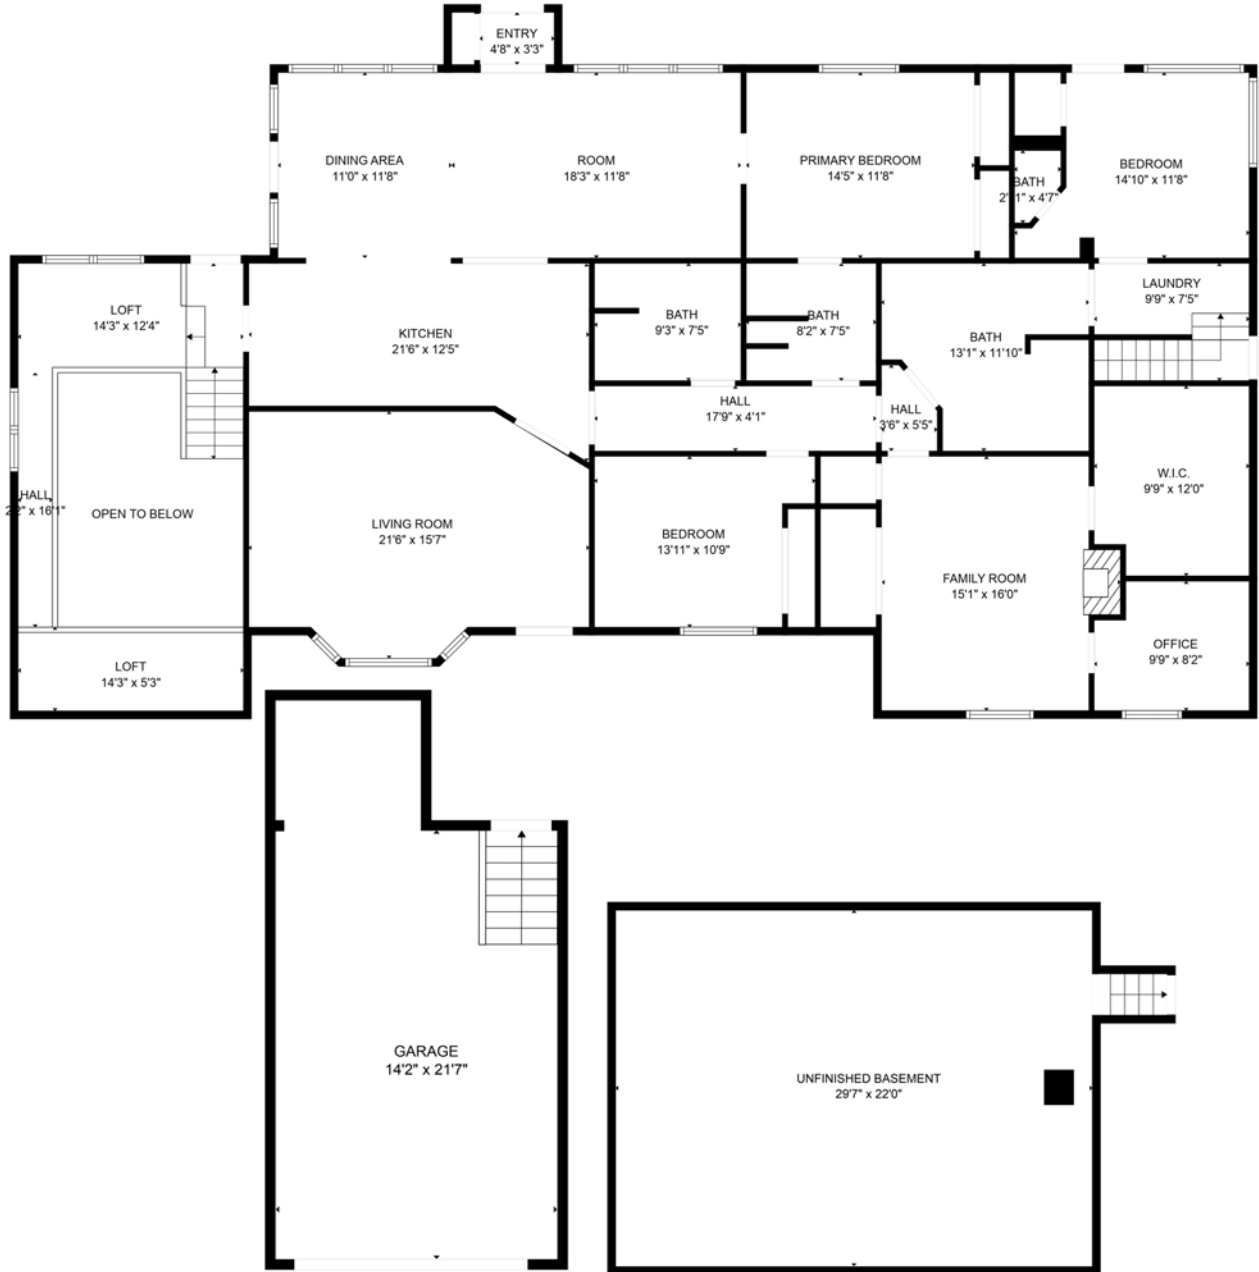 ENTRY
4'8" x 3'3"
DINING AREA
11'0" x 11'8"
ROOM
18'3" x 11'8"
PRIMARY BEDROOM
14'5" x 11'8"
BEDROOM
14'10" x 11'8"
BATH
4'7"
LOFT
14'3" x 12'4"
KITCHEN
21'6" x 12'5"
BATH
9'3" x 7'5"
BATH
8'2" x 7'5"
BATH
13'1" x 11'10"
LAUNDRY
9'9" x 7'5"
HALL
17'9" x 4'1"
HALL
3'6" x 5'5"
W.I.C.
9'9" x 12'0"
HALL
2'2" x 16'1"
OPEN TO BELOW
LIVING ROOM
21'6" x 15'7"
BEDROOM
13'11" x 10'9"
FAMILY ROOM
15'1" x 16'0"
OFFICE
9'9" x 8'2"
LOFT
14'3" x 5'3"
GARAGE
14'2" x 21'7"
UNFINISHED BASEMENT
29'7" x 22'0"